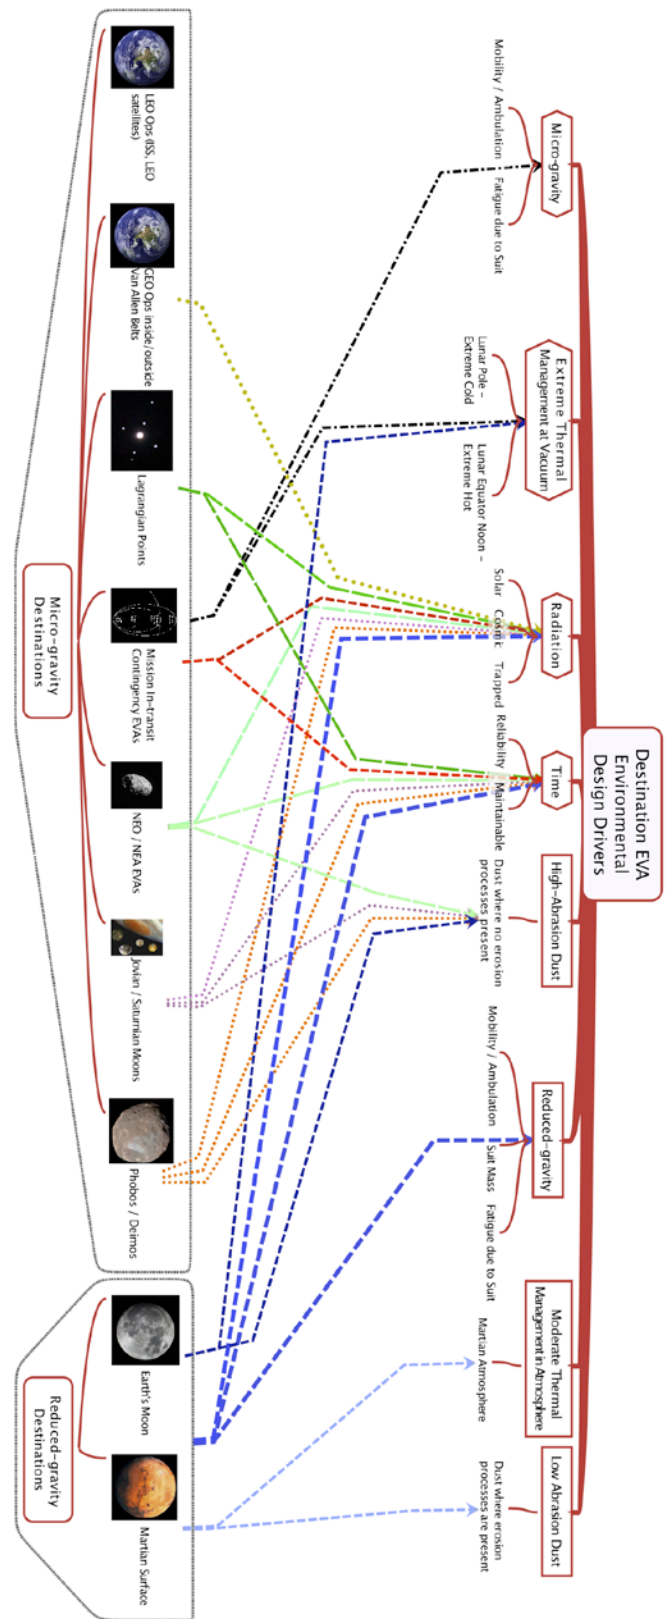 Destination EVA
Environmental
Design Drivers
Micro-gravity
Mobility / Ambulation
Fatigue due to Suit
Extreme Thermal
Management at Vacuum
Lunar Pole –
Extreme Cold
Lunar Equator Noon –
Extreme Hot
Radiation
Solar
Cosmic
Trapped
Time
Reliability
Maintainable
High-Abrasion Dust
Dust where no erosion
processes present
Reduced-gravity
Mobility / Ambulation
Suit Mass
Fatigue due to Suit
Moderate Thermal
Management in Atmosphere
Martian Atmosphere
Low Abrasion Dust
Dust where erosion
processes are present
LEO Ops (ISS, LEO
satellites)
GEO Ops inside/outside
Van Allen Belts
Lagrangian Points
Mission In-transit
Contingency EVAs
NEO / NEA EVAs
Jovian / Saturnian Moons
Phobos / Deimos
Earth's Moon
Martian Surface
Micro-gravity
Destinations
Reduced-gravity
Destinations